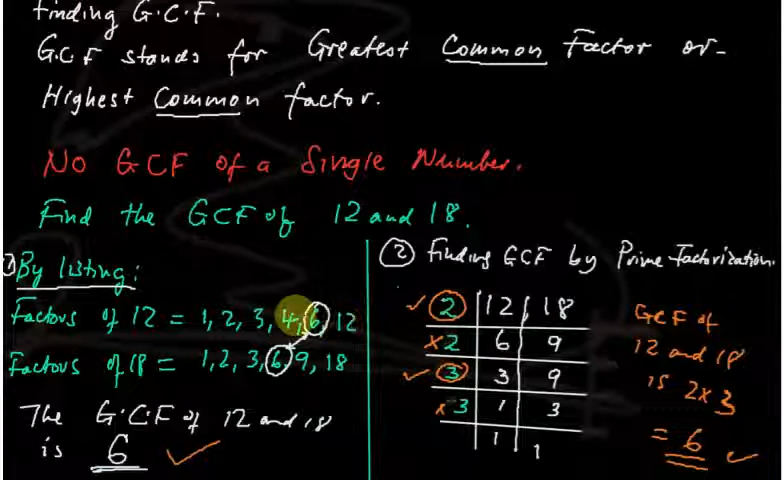 Finding G.C.F.
G.C.F stands for Greatest Common Factor or
Highest Common factor.
No GCF of a Single Number.
Find the GCF of 12 and 18.
1) By listing:
Factors of 12 = 1, 2, 3, 4, 6, 12
Factors of 18 = 1, 2, 3, 6, 9, 18
The G.C.F of 12 and 18
is 6 ✓
2 Finding GCF by Prime Factorization.
✓ 2 | 12 | 18
× 2 | 6 | 9
✓ 3 | 3 | 9
× 3 | 1 | 3
1 | 1
GCF of
12 and 18
is 2 × 3
= 6 ✓